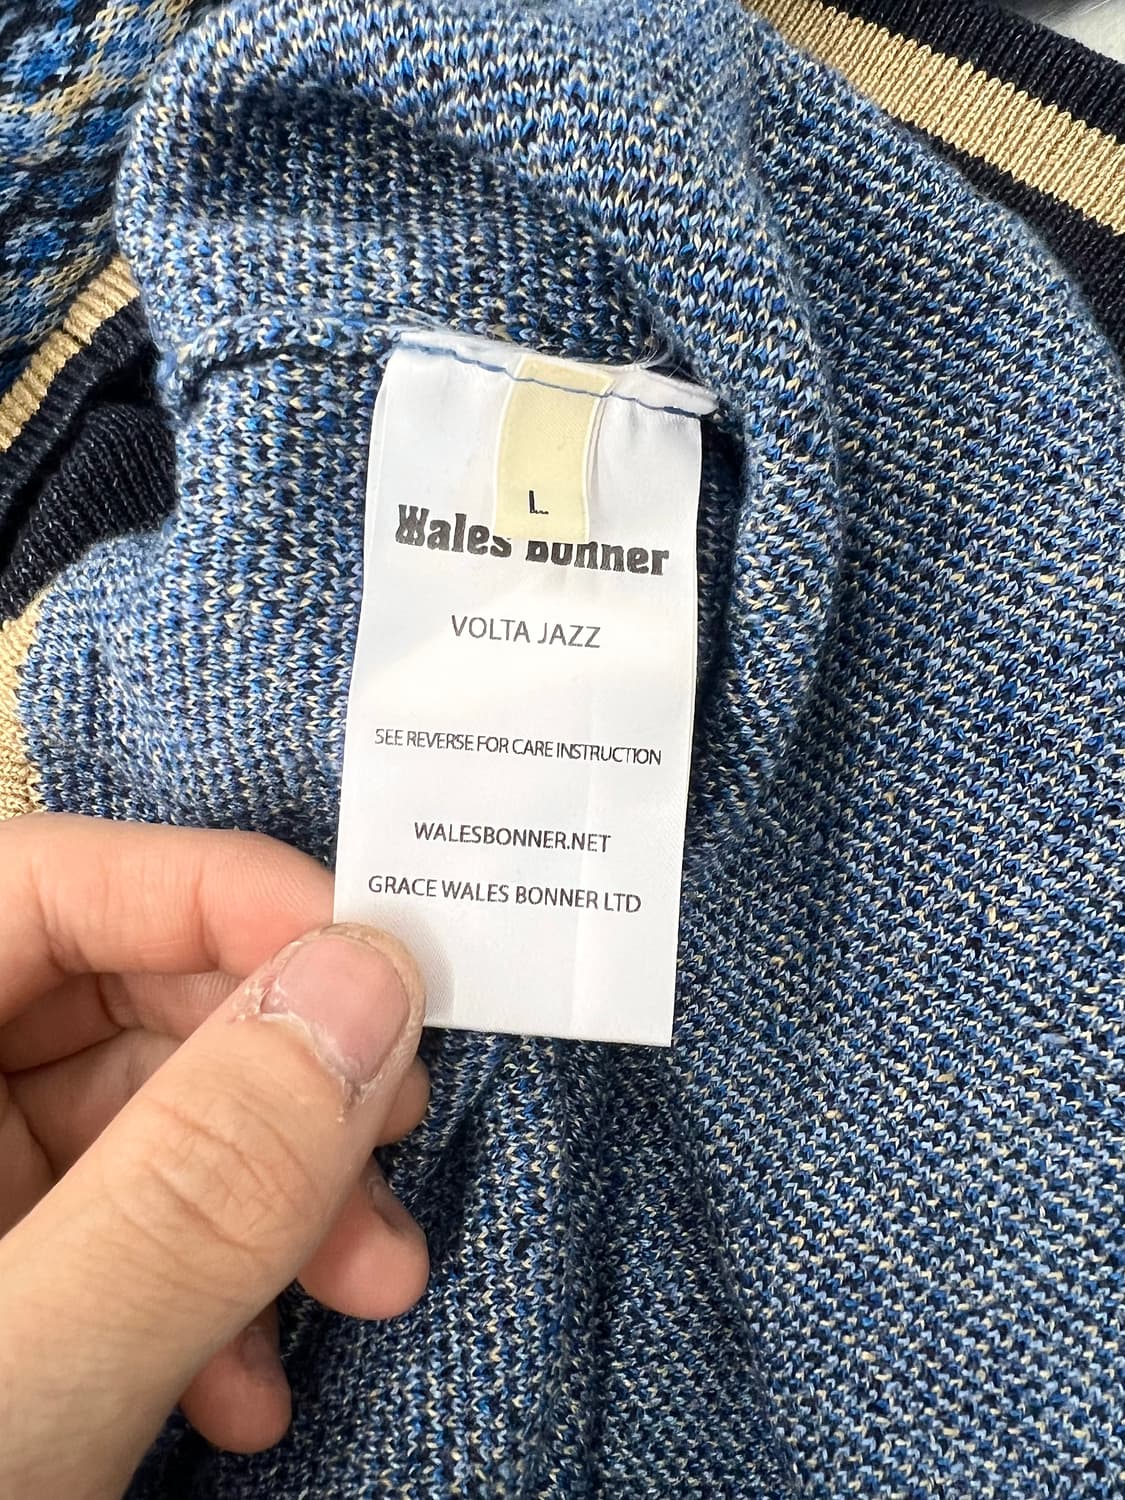 L
Wales Bonner
VOLTA JAZZ
SEE REVERSE FOR CARE INSTRUCTION
WALESBONNER.NET
GRACE WALES BONNER LTD